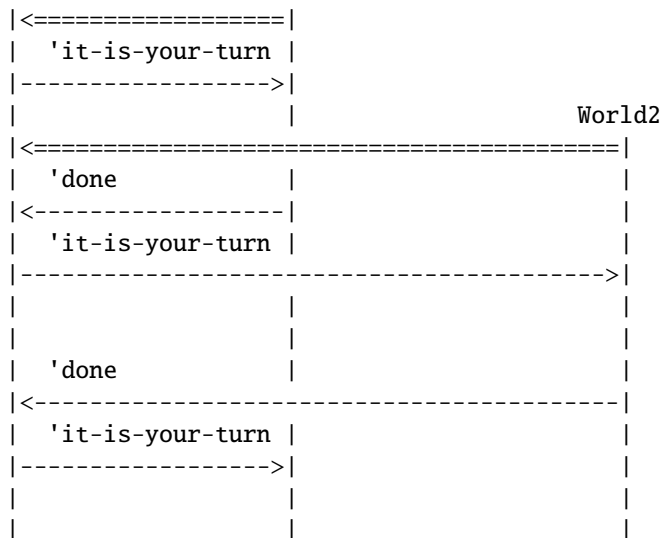 |<==================|
|  'it-is-your-turn |
|------------------>|
|                   |                    World2
|<==========================================|
|  'done            |                       |
|<------------------|                       |
|  'it-is-your-turn |                       |
|------------------------------------------>|
|                   |                       |
|                   |                       |
|  'done            |                       |
|<------------------------------------------|
|  'it-is-your-turn |                       |
|------------------>|                       |
|                   |                       |
|                   |                       |